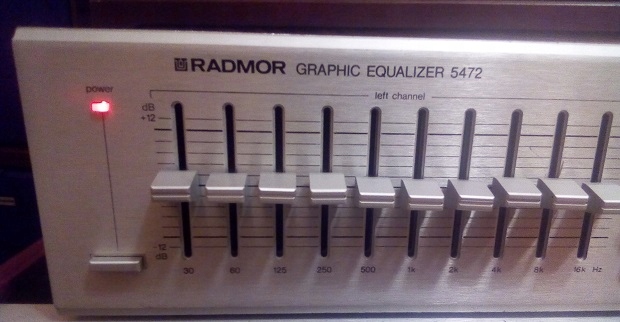 RADMOR GRAPHIC EQUALIZER 5472
power
left channel
dB
+12
-12
dB
30 60 125 250 500 1k 2k 4k 8k 16k Hz